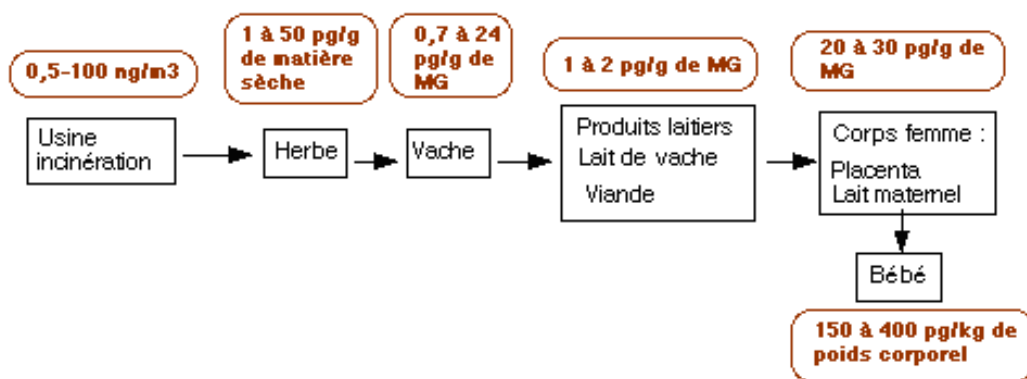 0,5-100 ng/m3
1 à 50 pg/g
de matière
sèche
0,7 à 24
pg/g de
MG
1 à 2 pg/g de MG
20 à 30 pg/g de
MG
Usine
incinération
Herbe
Vache
Produits laitiers
Lait de vache
Viande
Corps femme :
Placenta
Lait maternel
Bébé
150 à 400 pg/kg de
poids corporel